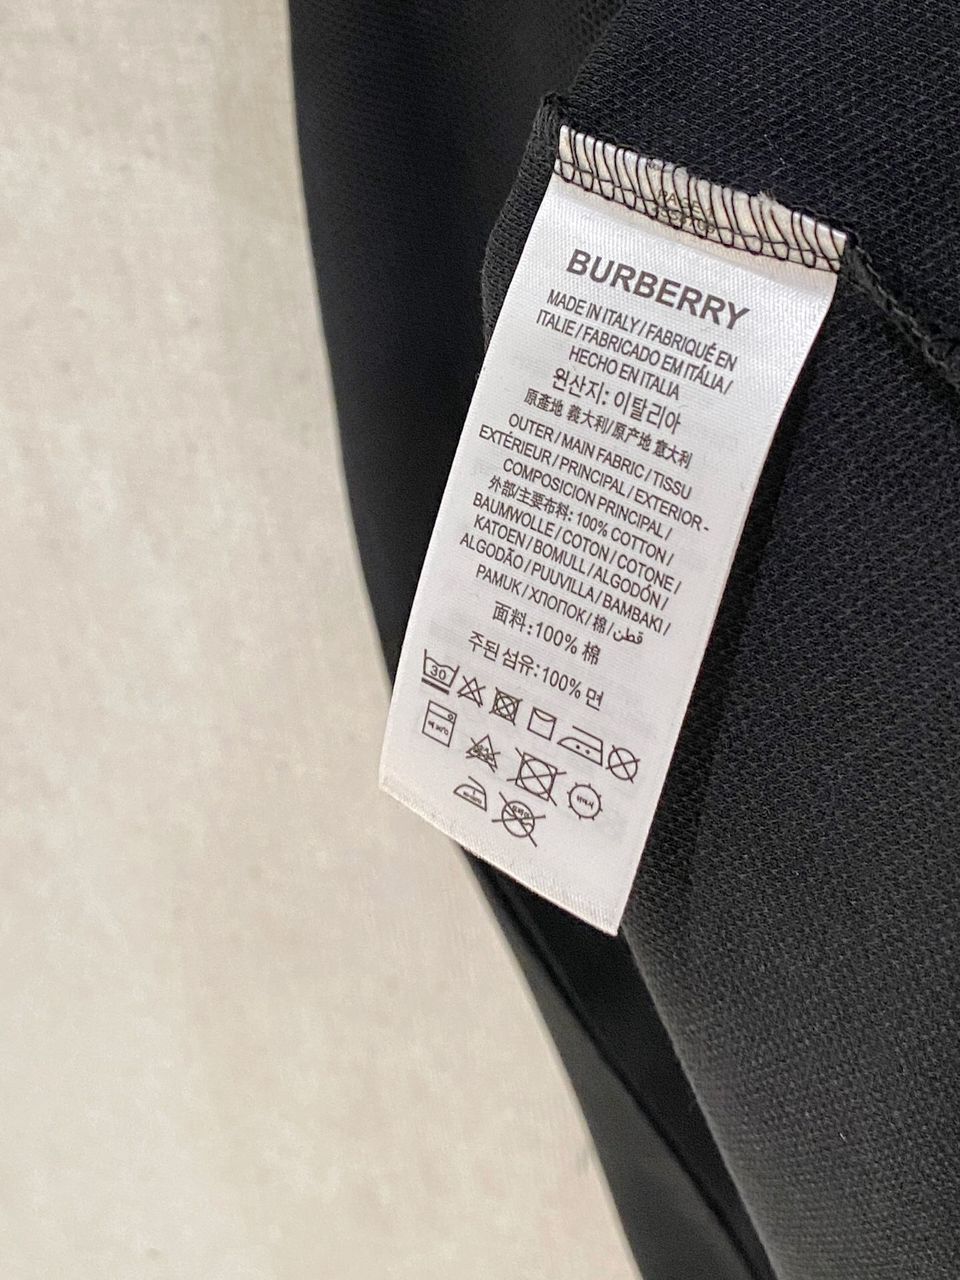 BURBERRY
MADE IN ITALY / FABRIQUÉ EN
ITALIE / FABRICADO EM ITÁLIA /
HECHO EN ITALIA
원산지: 이탈리아
原產地 義大利/原产地 意大利
OUTER / MAIN FABRIC / TISSU
EXTÉRIEUR / PRINCIPAL / EXTERIOR-
COMPOSICION PRINCIPAL /
外部/主要布料: 100% COTTON /
BAUMWOLLE / COTON / COTONE /
KATOEN / BOMULL / ALGODÓN /
ALGODÃO / PUUVILLA / BAMBAKI /
PAMUK / ХЛОПОК / 棉 / قطن
面料:100% 棉
주된 섬유:100% 면
30